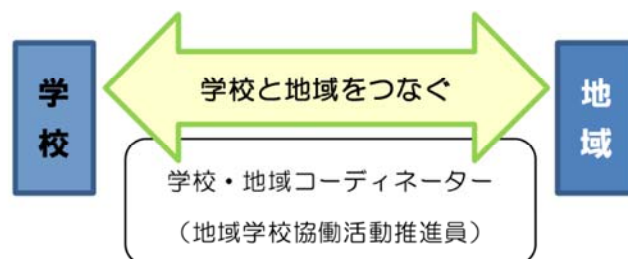 学校
学校と地域をつなぐ
地域
学校・地域コーディネーター
（地域学校協働活動推進員）